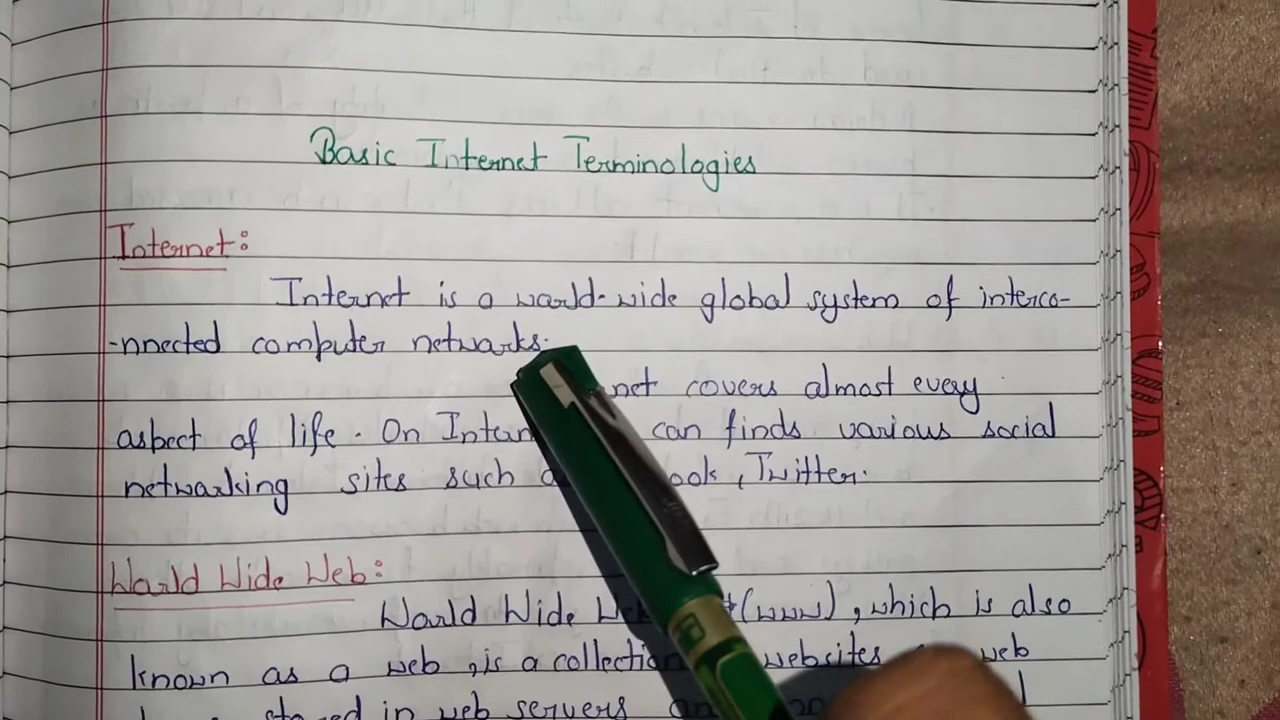 Basic Internet Terminologies
Internet:
Internet is a world-wide global system of interco-
-nnected computer networks.
net covers almost every
aspect of life. On Inter can finds various social
networking sites such a ook, Twitter.
World Wide Web:
World Wide We (www), which is also
known as a web, is a collection websites web
stored in web servers